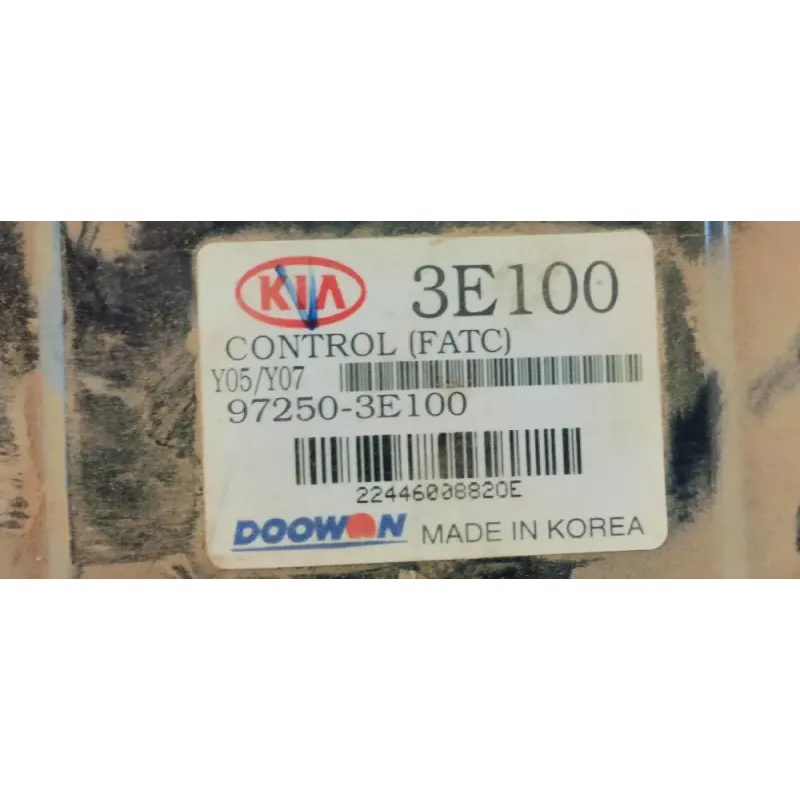 KIA 3E100
CONTROL (FATC)
Y05/Y07
97250-3E100
22446008820E
DOOWON MADE IN KOREA